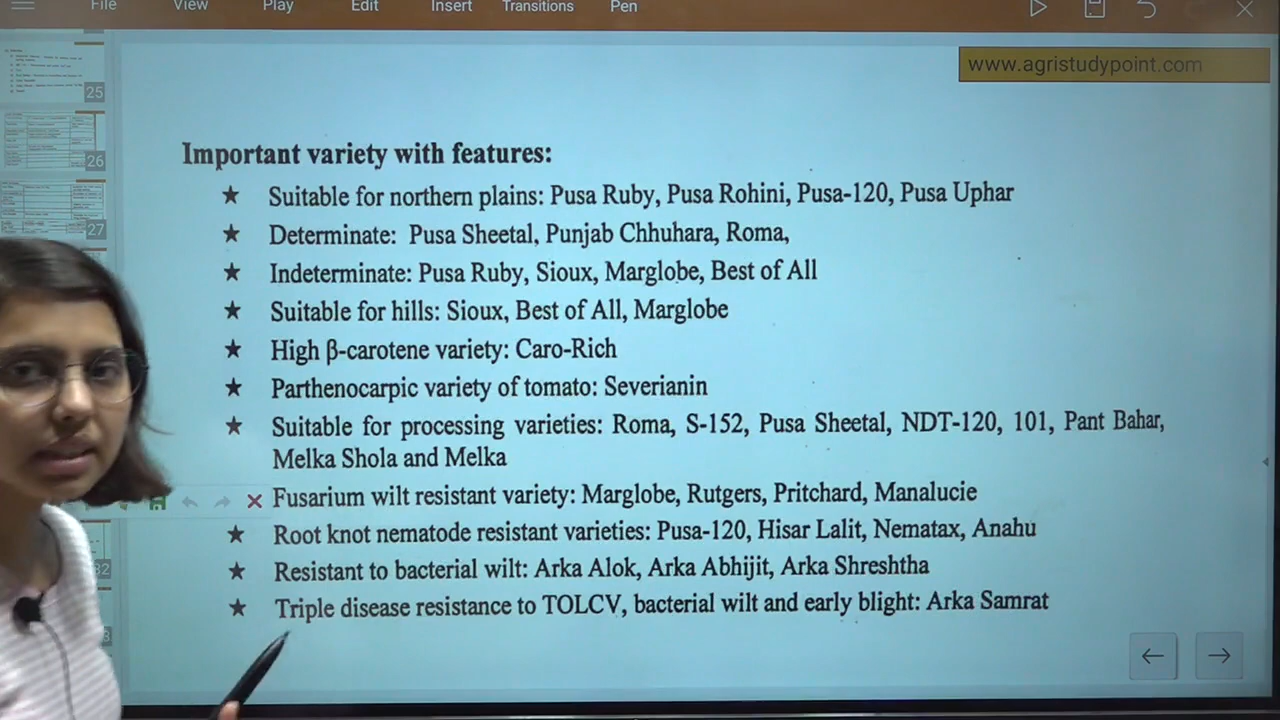 File View Play Edit Insert Transitions Pen
www.agristudypoint.com
25
26
27
Important variety with features:
★ Suitable for northern plains: Pusa Ruby, Pusa Rohini, Pusa-120, Pusa Uphar
★ Determinate: Pusa Sheetal, Punjab Chhuhara, Roma,
★ Indeterminate: Pusa Ruby, Sioux, Marglobe, Best of All
★ Suitable for hills: Sioux, Best of All, Marglobe
★ High β-carotene variety: Caro-Rich
★ Parthenocarpic variety of tomato: Severianin
★ Suitable for processing varieties: Roma, S-152, Pusa Sheetal, NDT-120, 101, Pant Bahar,
Melka Shola and Melka
Fusarium wilt resistant variety: Marglobe, Rutgers, Pritchard, Manalucie
★ Root knot nematode resistant varieties: Pusa-120, Hisar Lalit, Nematax, Anahu
★ Resistant to bacterial wilt: Arka Alok, Arka Abhijit, Arka Shreshtha
★ Triple disease resistance to TOLCV, bacterial wilt and early blight: Arka Samrat